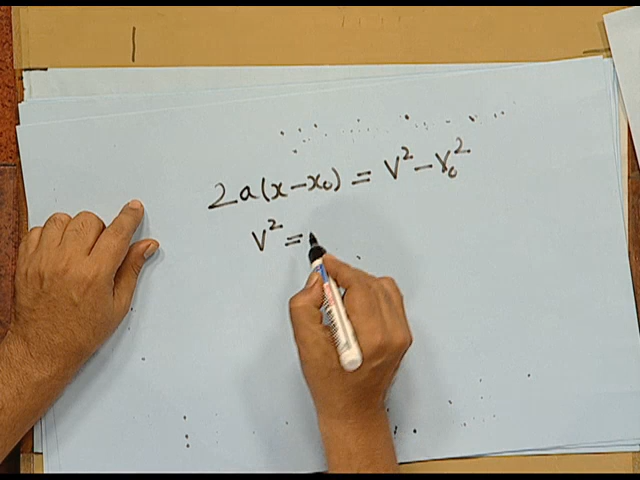 2a(x-x₀) = v²-v₀²
v² =